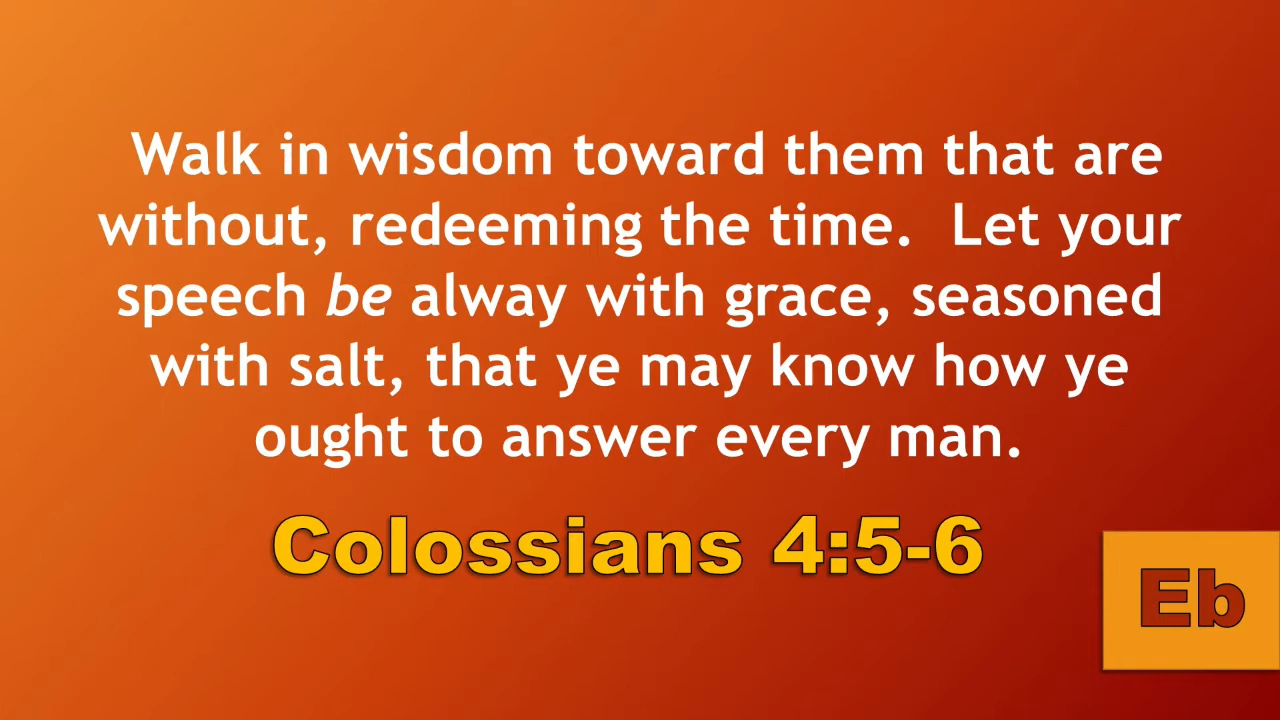 Walk in wisdom toward them that are
without, redeeming the time.  Let your
speech be alway with grace, seasoned
with salt, that ye may know how ye
ought to answer every man.
Colossians 4:5-6
Eb